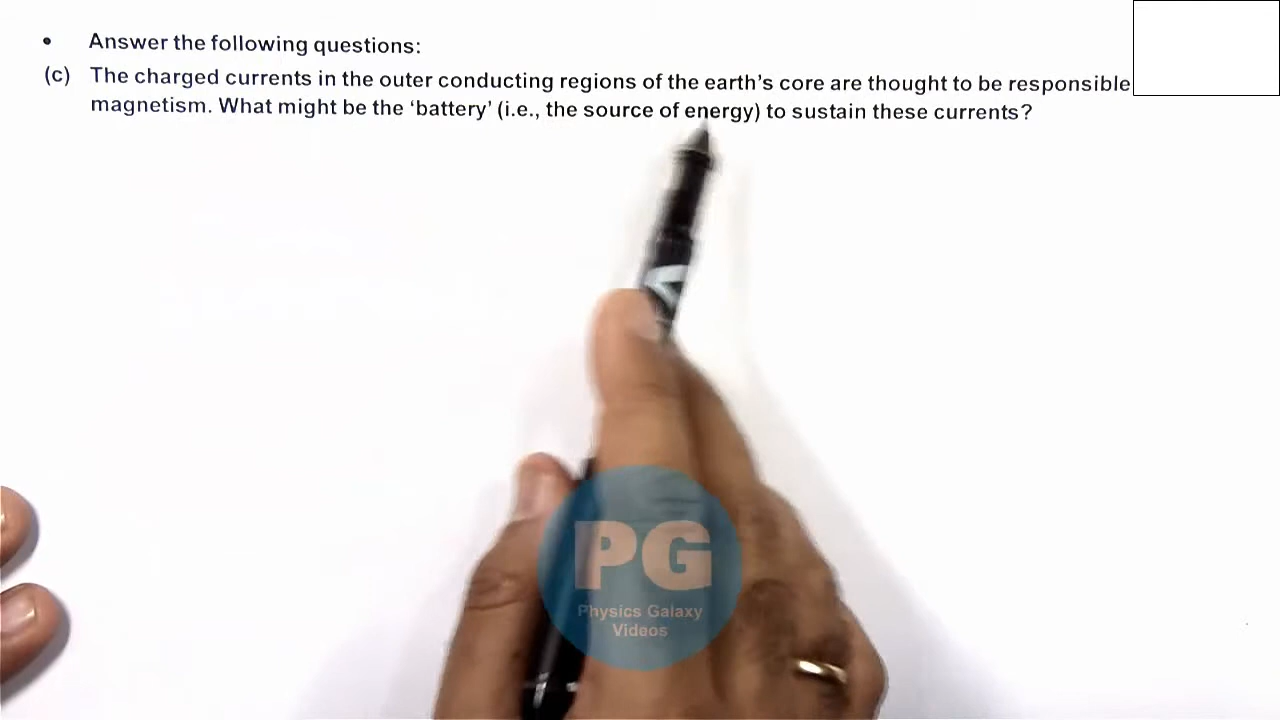 • Answer the following questions:
(c) The charged currents in the outer conducting regions of the earth's core are thought to be responsible
magnetism. What might be the ‘battery’ (i.e., the source of energy) to sustain these currents?
PG
Physics Galaxy
Videos